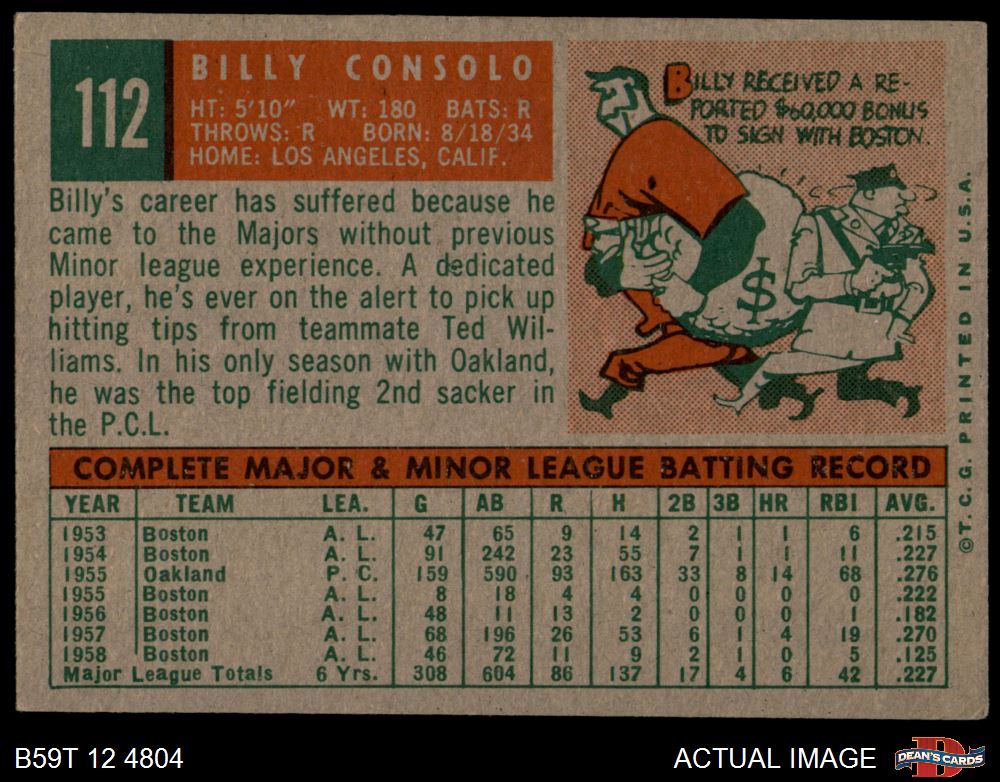 112
BILLY CONSOLO
HT: 5'10" WT: 180 BATS: R
THROWS: R BORN: 8/18/34
HOME: LOS ANGELES, CALIF.
Billy's career has suffered because he
came to the Majors without previous
Minor league experience. A dedicated
player, he's ever on the alert to pick up
hitting tips from teammate Ted Wil-
liams. In his only season with Oakland,
he was the top fielding 2nd sacker in
the P.C.L.
BILLY RECEIVED A RE-
PORTED $60,000 BONUS
TO SIGN WITH BOSTON.
$
COMPLETE MAJOR & MINOR LEAGUE BATTING RECORD
YEAR TEAM LEA. G AB R H 2B 3B HR RBI AVG.
1953 Boston A. L. 47 65 9 14 2 1 1 6 .215
1954 Boston A. L. 91 242 23 55 7 1 1 11 .227
1955 Oakland P. C. 159 590 93 163 33 8 14 68 .276
1955 Boston A. L. 8 18 4 4 0 0 0 0 .222
1956 Boston A. L. 48 11 13 2 0 0 0 1 .182
1957 Boston A. L. 68 196 26 53 6 1 4 19 .270
1958 Boston A. L. 46 72 11 9 2 1 0 5 .125
Major League Totals 6 Yrs. 308 604 86 137 17 4 6 42 .227
©T.C.G. PRINTED IN U.S.A.
B59T 12 4804
ACTUAL IMAGE
D
DEAN'S CARDS